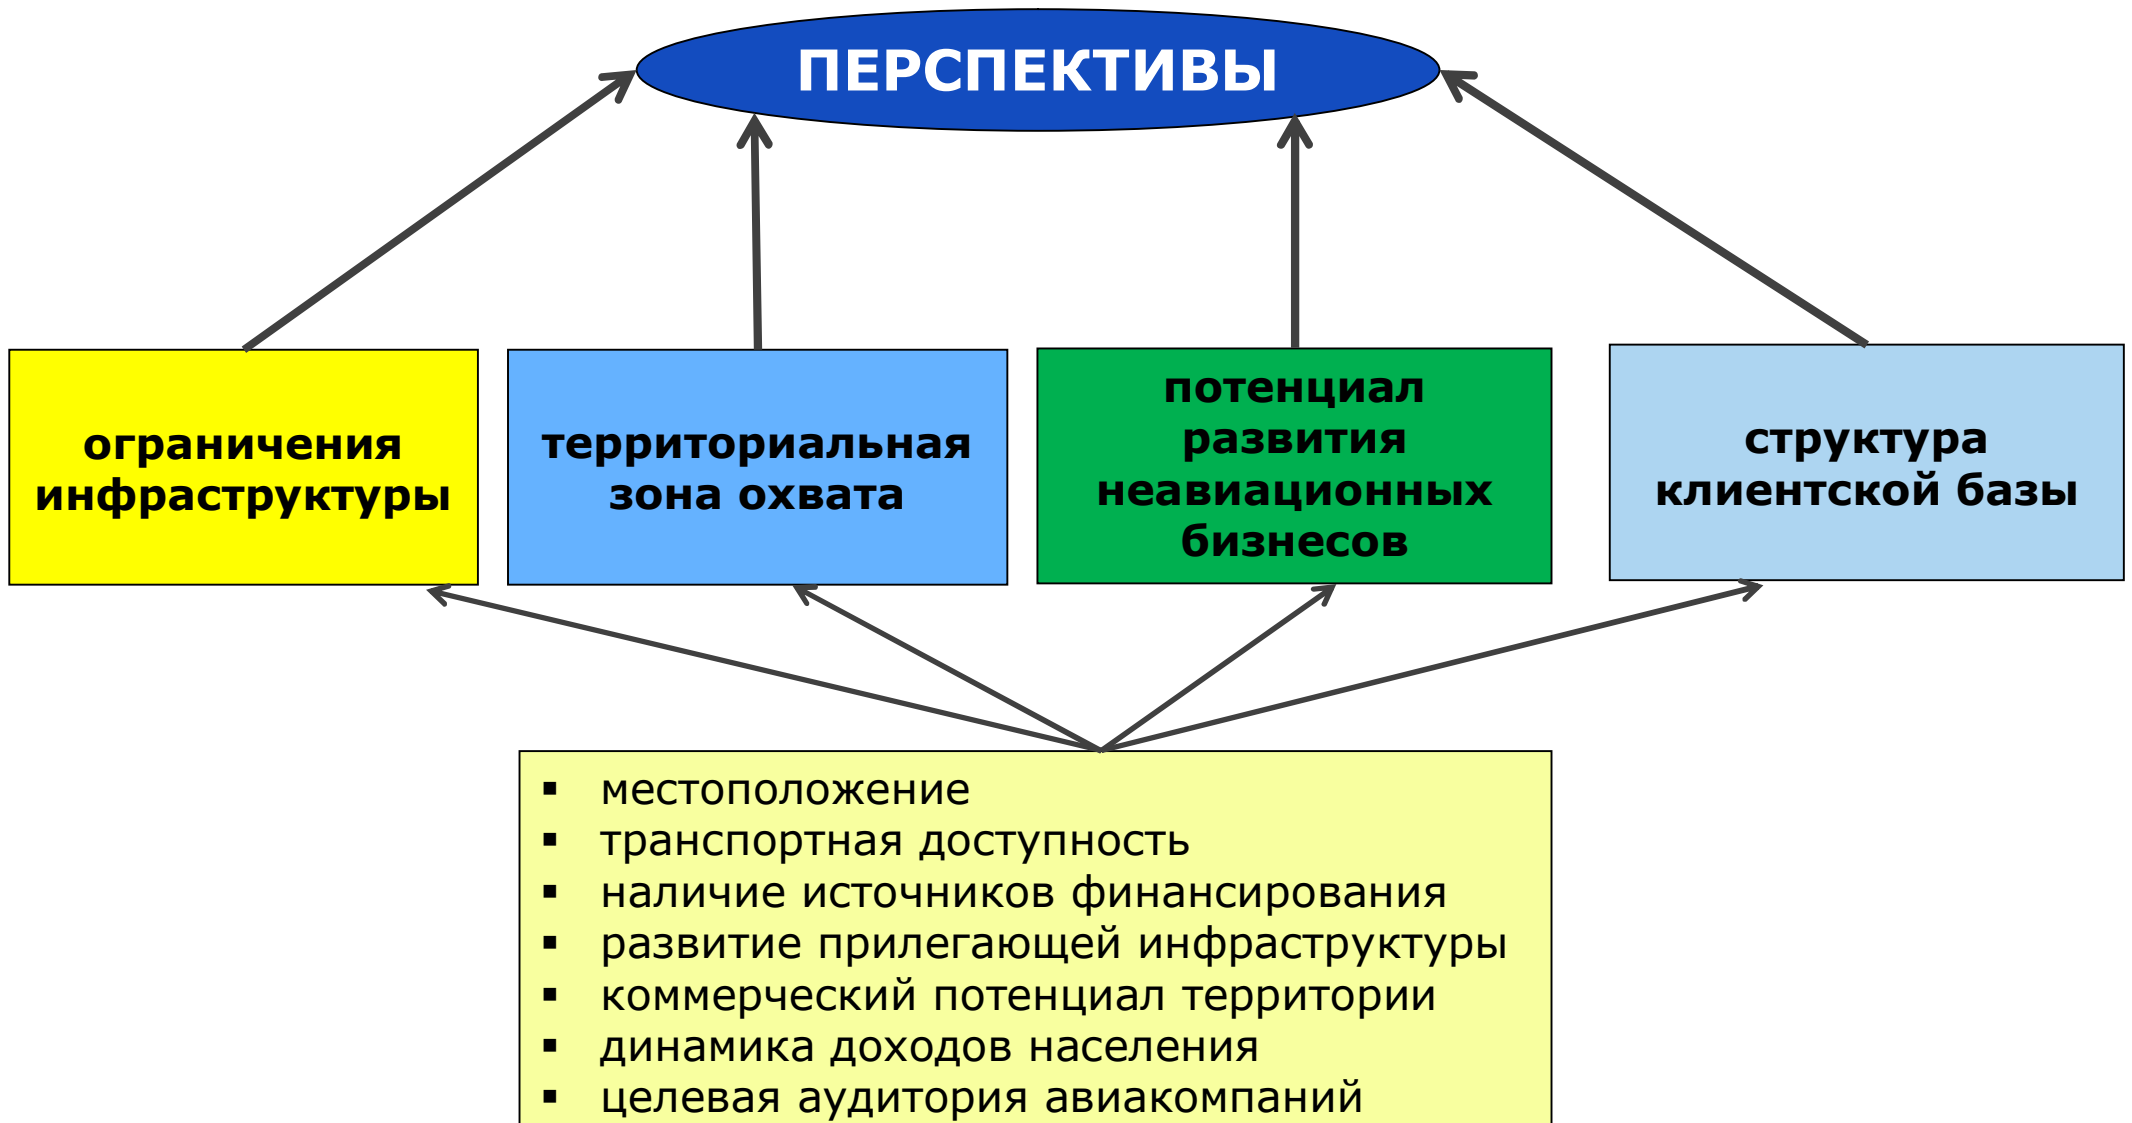 ПЕРСПЕКТИВЫ
ограничения
инфраструктуры
территориальная
зона охвата
потенциал
развития
неавиационных
бизнесов
структура
клиентской базы
▪ местоположение
▪ транспортная доступность
▪ наличие источников финансирования
▪ развитие прилегающей инфраструктуры
▪ коммерческий потенциал территории
▪ динамика доходов населения
▪ целевая аудитория авиакомпаний